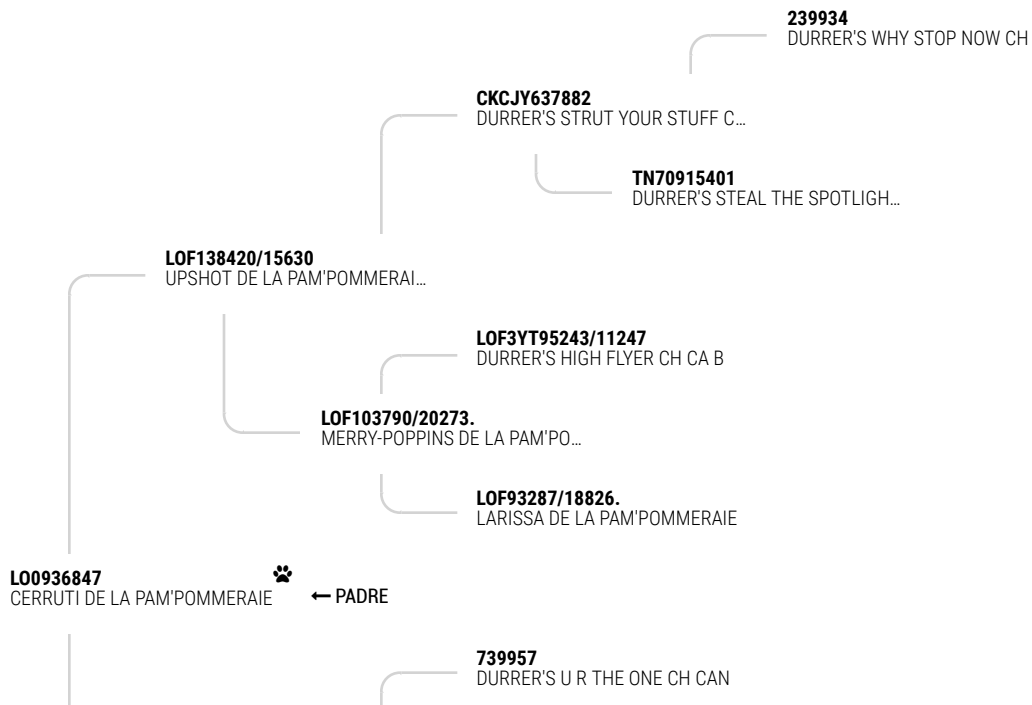 239934
DURRER'S WHY STOP NOW CH
CKCJY637882
DURRER'S STRUT YOUR STUFF C…
TN70915401
DURRER'S STEAL THE SPOTLIGH…
LOF138420/15630
UPSHOT DE LA PAM'POMMERAI…
LOF3YT95243/11247
DURRER'S HIGH FLYER CH CA B
LOF103790/20273.
MERRY-POPPINS DE LA PAM'PO…
LOF93287/18826.
LARISSA DE LA PAM'POMMERAIE
LO0936847
CERRUTI DE LA PAM'POMMERAIE ← PADRE
739957
DURRER'S U R THE ONE CH CAN